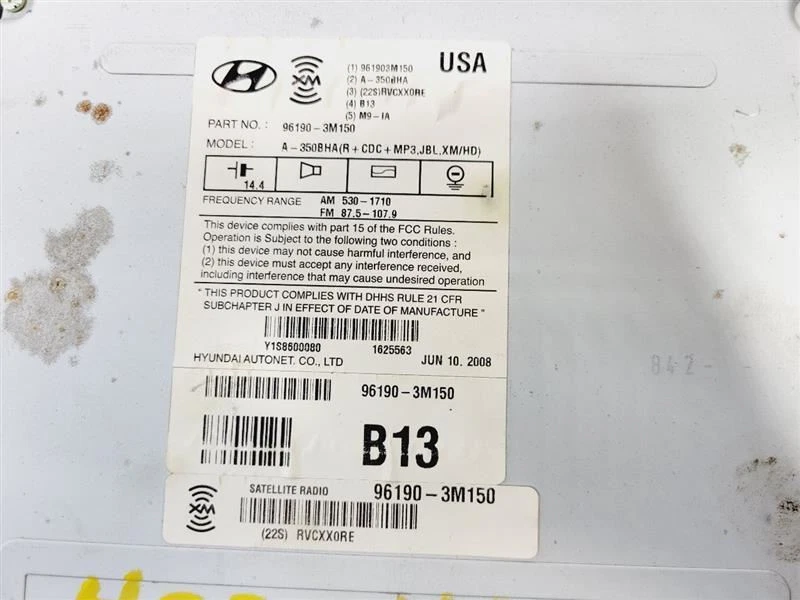 XM
(1) 961903M150
(2) A-350BHA
(3) (22S)RVCXX0RE
(4) B13
(5) M9-IA
USA
PART NO. : 96190-3M150
MODEL : A-350BHA(R+CDC+MP3,JBL,XM/HD)
14.4
FREQUENCY RANGE AM 530-1710
FM 87.5-107.9
This device complies with part 15 of the FCC Rules.
Operation is Subject to the following two conditions :
(1) this device may not cause harmful interference, and
(2) this device must accept any interference received,
including interference that may cause undesired operation
" THIS PRODUCT COMPLIES WITH DHHS RULE 21 CFR
SUBCHAPTER J IN EFFECT OF DATE OF MANUFACTURE "
Y1S8600080 1625563
HYUNDAI AUTONET. CO., LTD JUN 10. 2008
96190-3M150
B13
XM
SATELLITE RADIO 96190-3M150
(22S) RVCXX0RE
842-